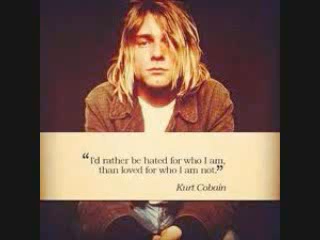 “I'd rather be hated for who I am,
than loved for who I am not.”
Kurt Cobain